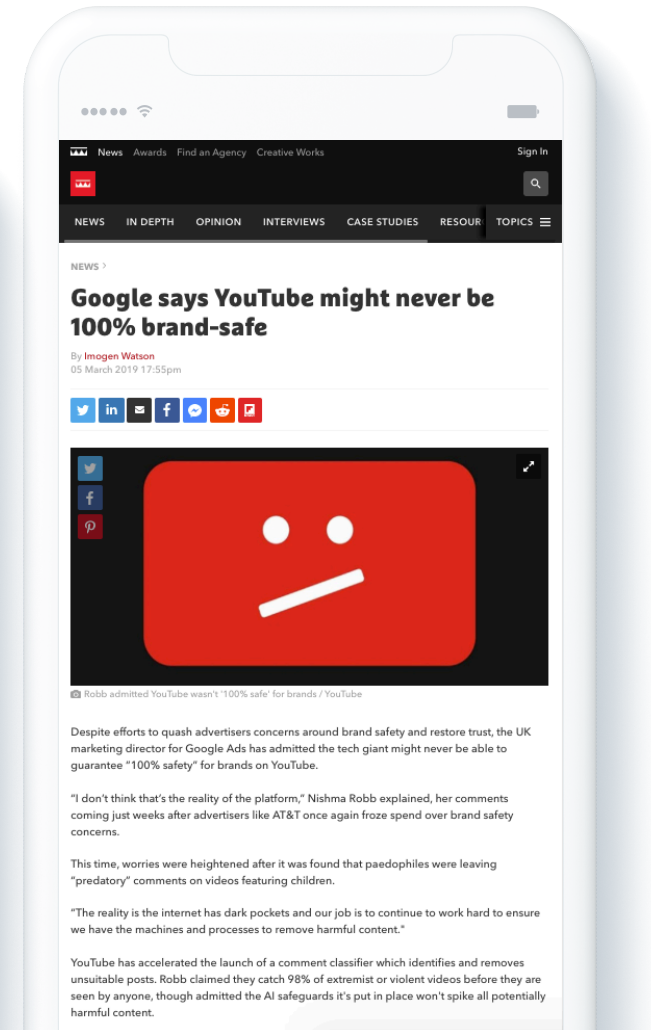 News Awards Find an Agency Creative Works Sign In
NEWS IN DEPTH OPINION INTERVIEWS CASE STUDIES RESOUR TOPICS
NEWS
Google says YouTube might never be
100% brand-safe
By Imogen Watson
05 March 2019 17:55pm
Robb admitted YouTube wasn't '100% safe' for brands / YouTube
Despite efforts to quash advertisers concerns around brand safety and restore trust, the UK
marketing director for Google Ads has admitted the tech giant might never be able to
guarantee "100% safety" for brands on YouTube.
"I don't think that's the reality of the platform," Nishma Robb explained, her comments
coming just weeks after advertisers like AT&T once again froze spend over brand safety
concerns.
This time, worries were heightened after it was found that paedophiles were leaving
"predatory" comments on videos featuring children.
"The reality is the internet has dark pockets and our job is to continue to work hard to ensure
we have the machines and processes to remove harmful content."
YouTube has accelerated the launch of a comment classifier which identifies and removes
unsuitable posts. Robb claimed they catch 98% of extremist or violent videos before they are
seen by anyone, though admitted the AI safeguards it's put in place won't spike all potentially
harmful content.